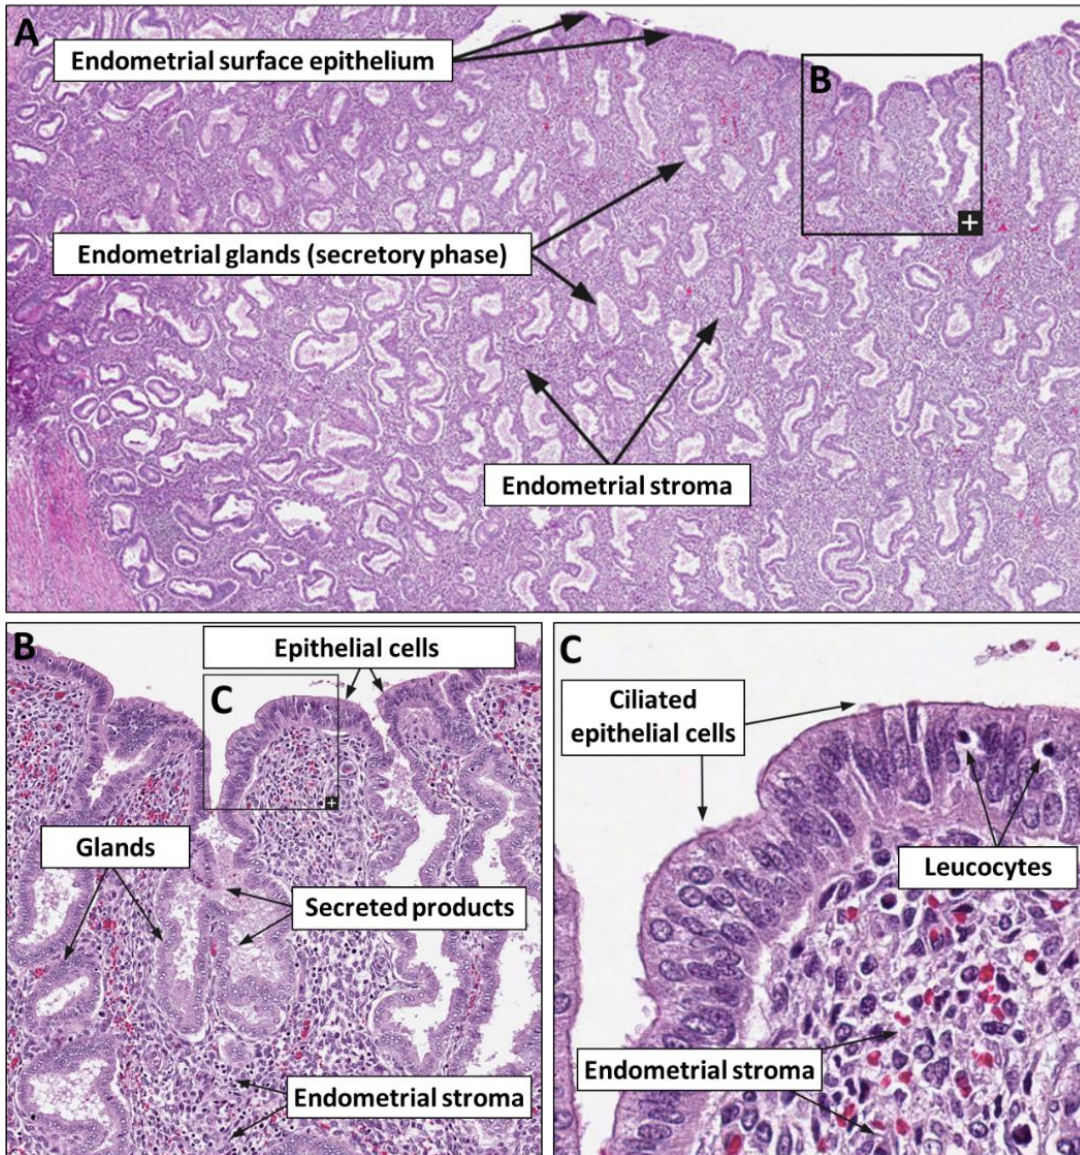 A
Endometrial surface epithelium
B
Endometrial glands (secretory phase)
Endometrial stroma
B
Epithelial cells
C
Glands
Secreted products
Endometrial stroma
C
Ciliated
epithelial cells
Leucocytes
Endometrial stroma